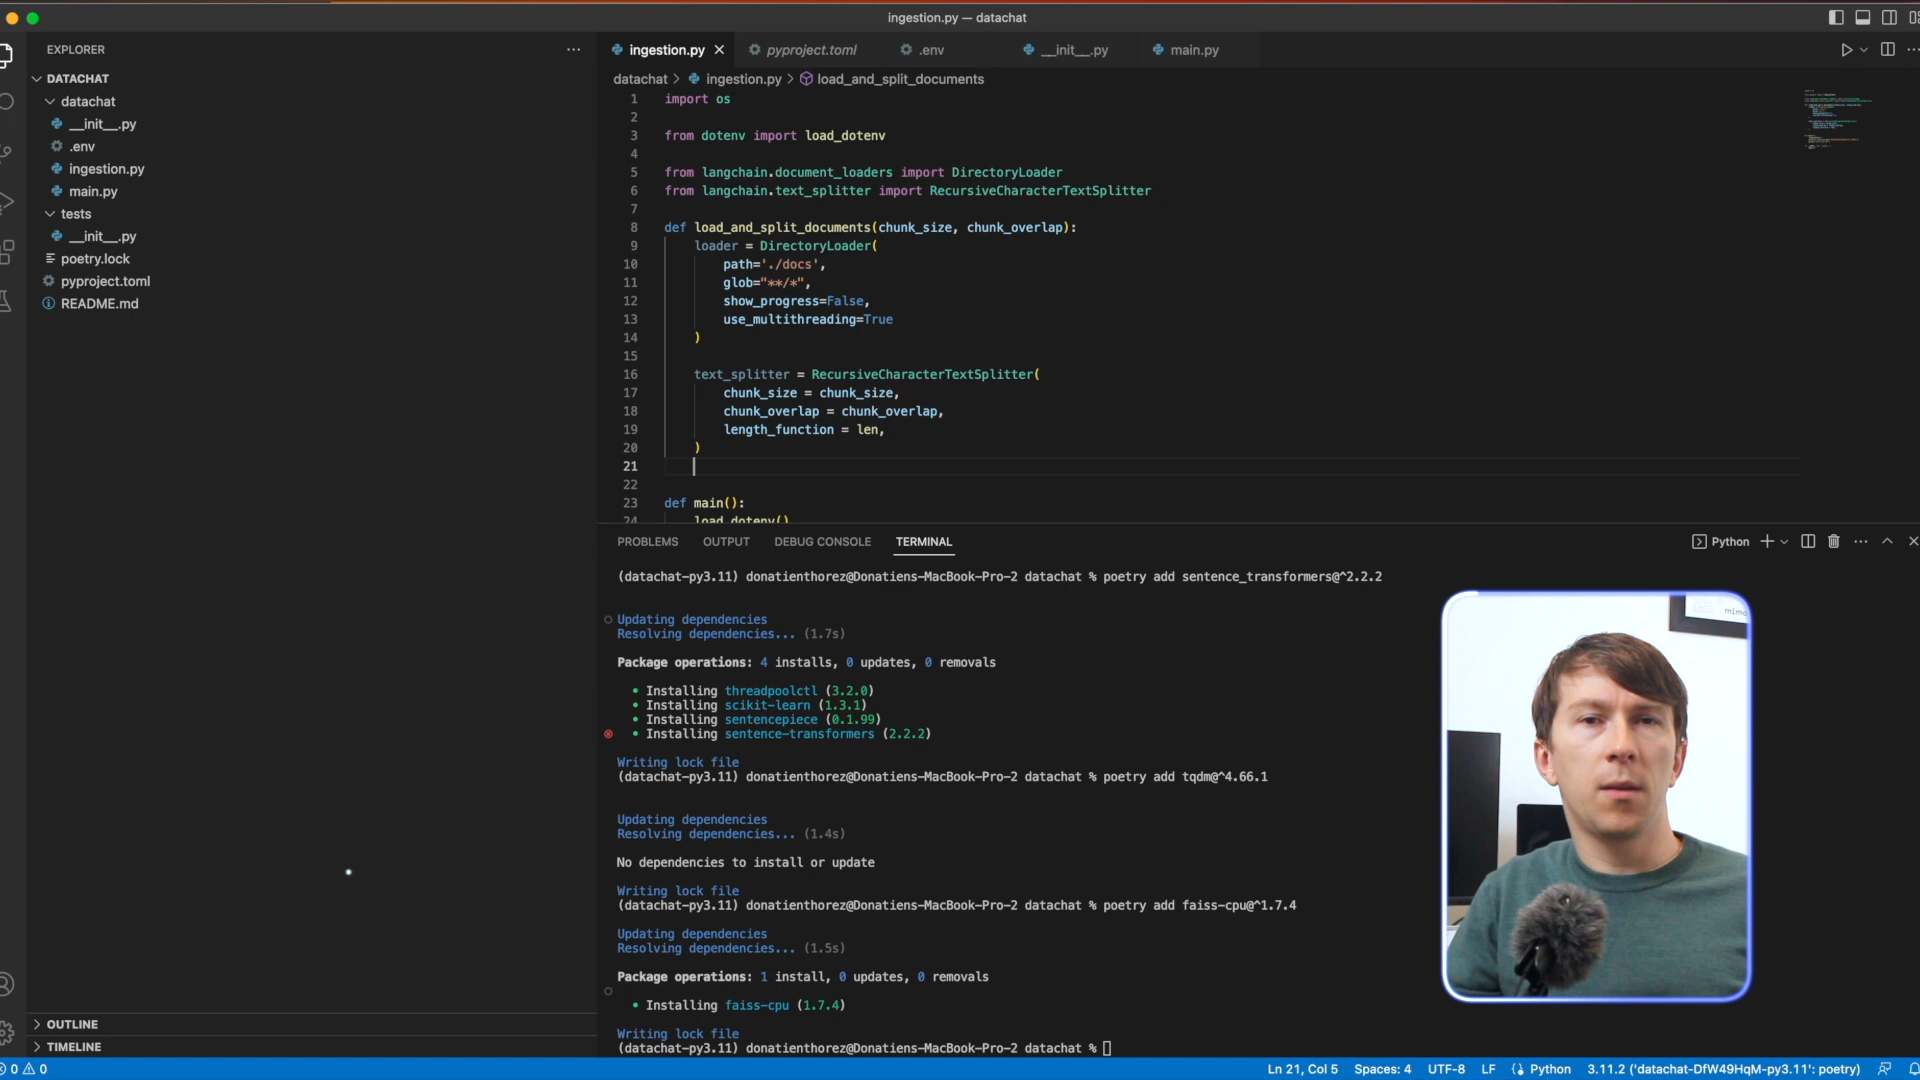 ingestion.py — datachat
EXPLORER
DATACHAT
datachat
__init__.py
.env
ingestion.py
main.py
tests
__init__.py
poetry.lock
pyproject.toml
README.md
OUTLINE
TIMELINE
ingestion.py
pyproject.toml
.env
__init__.py
main.py
datachat > ingestion.py > load_and_split_documents
1 import os
2
3 from dotenv import load_dotenv
4
5 from langchain.document_loaders import DirectoryLoader
6 from langchain.text_splitter import RecursiveCharacterTextSplitter
7
8 def load_and_split_documents(chunk_size, chunk_overlap):
9 loader = DirectoryLoader(
10 path='./docs',
11 glob="**/*",
12 show_progress=False,
13 use_multithreading=True
14 )
15
16 text_splitter = RecursiveCharacterTextSplitter(
17 chunk_size = chunk_size,
18 chunk_overlap = chunk_overlap,
19 length_function = len,
20 )
21
22
23 def main():
24 load_dotenv()
PROBLEMS OUTPUT DEBUG CONSOLE TERMINAL
Python
(datachat-py3.11) donatienthorez@Donatiens-MacBook-Pro-2 datachat % poetry add sentence_transformers@^2.2.2
Updating dependencies
Resolving dependencies... (1.7s)
Package operations: 4 installs, 0 updates, 0 removals
• Installing threadpoolctl (3.2.0)
• Installing scikit-learn (1.3.1)
• Installing sentencepiece (0.1.99)
• Installing sentence-transformers (2.2.2)
Writing lock file
(datachat-py3.11) donatienthorez@Donatiens-MacBook-Pro-2 datachat % poetry add tqdm@^4.66.1
Updating dependencies
Resolving dependencies... (1.4s)
No dependencies to install or update
Writing lock file
(datachat-py3.11) donatienthorez@Donatiens-MacBook-Pro-2 datachat % poetry add faiss-cpu@^1.7.4
Updating dependencies
Resolving dependencies... (1.5s)
Package operations: 1 install, 0 updates, 0 removals
• Installing faiss-cpu (1.7.4)
Writing lock file
(datachat-py3.11) donatienthorez@Donatiens-MacBook-Pro-2 datachat %
mimo
0 0
Ln 21, Col 5 Spaces: 4 UTF-8 LF Python 3.11.2 ('datachat-DfW49HqM-py3.11': poetry)